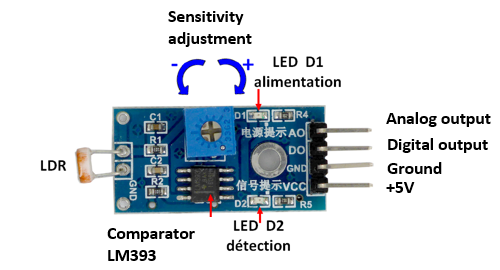 Sensitivity
adjustment
- +
LED D1
alimentation
C1
R1
C2
R2
GND
D1
R4
电源提示
AO
DO
GND
信号提示
VCC
D2
R5
Analog output
Digital output
Ground
+5V
LDR
Comparator
LM393
LED D2
détection